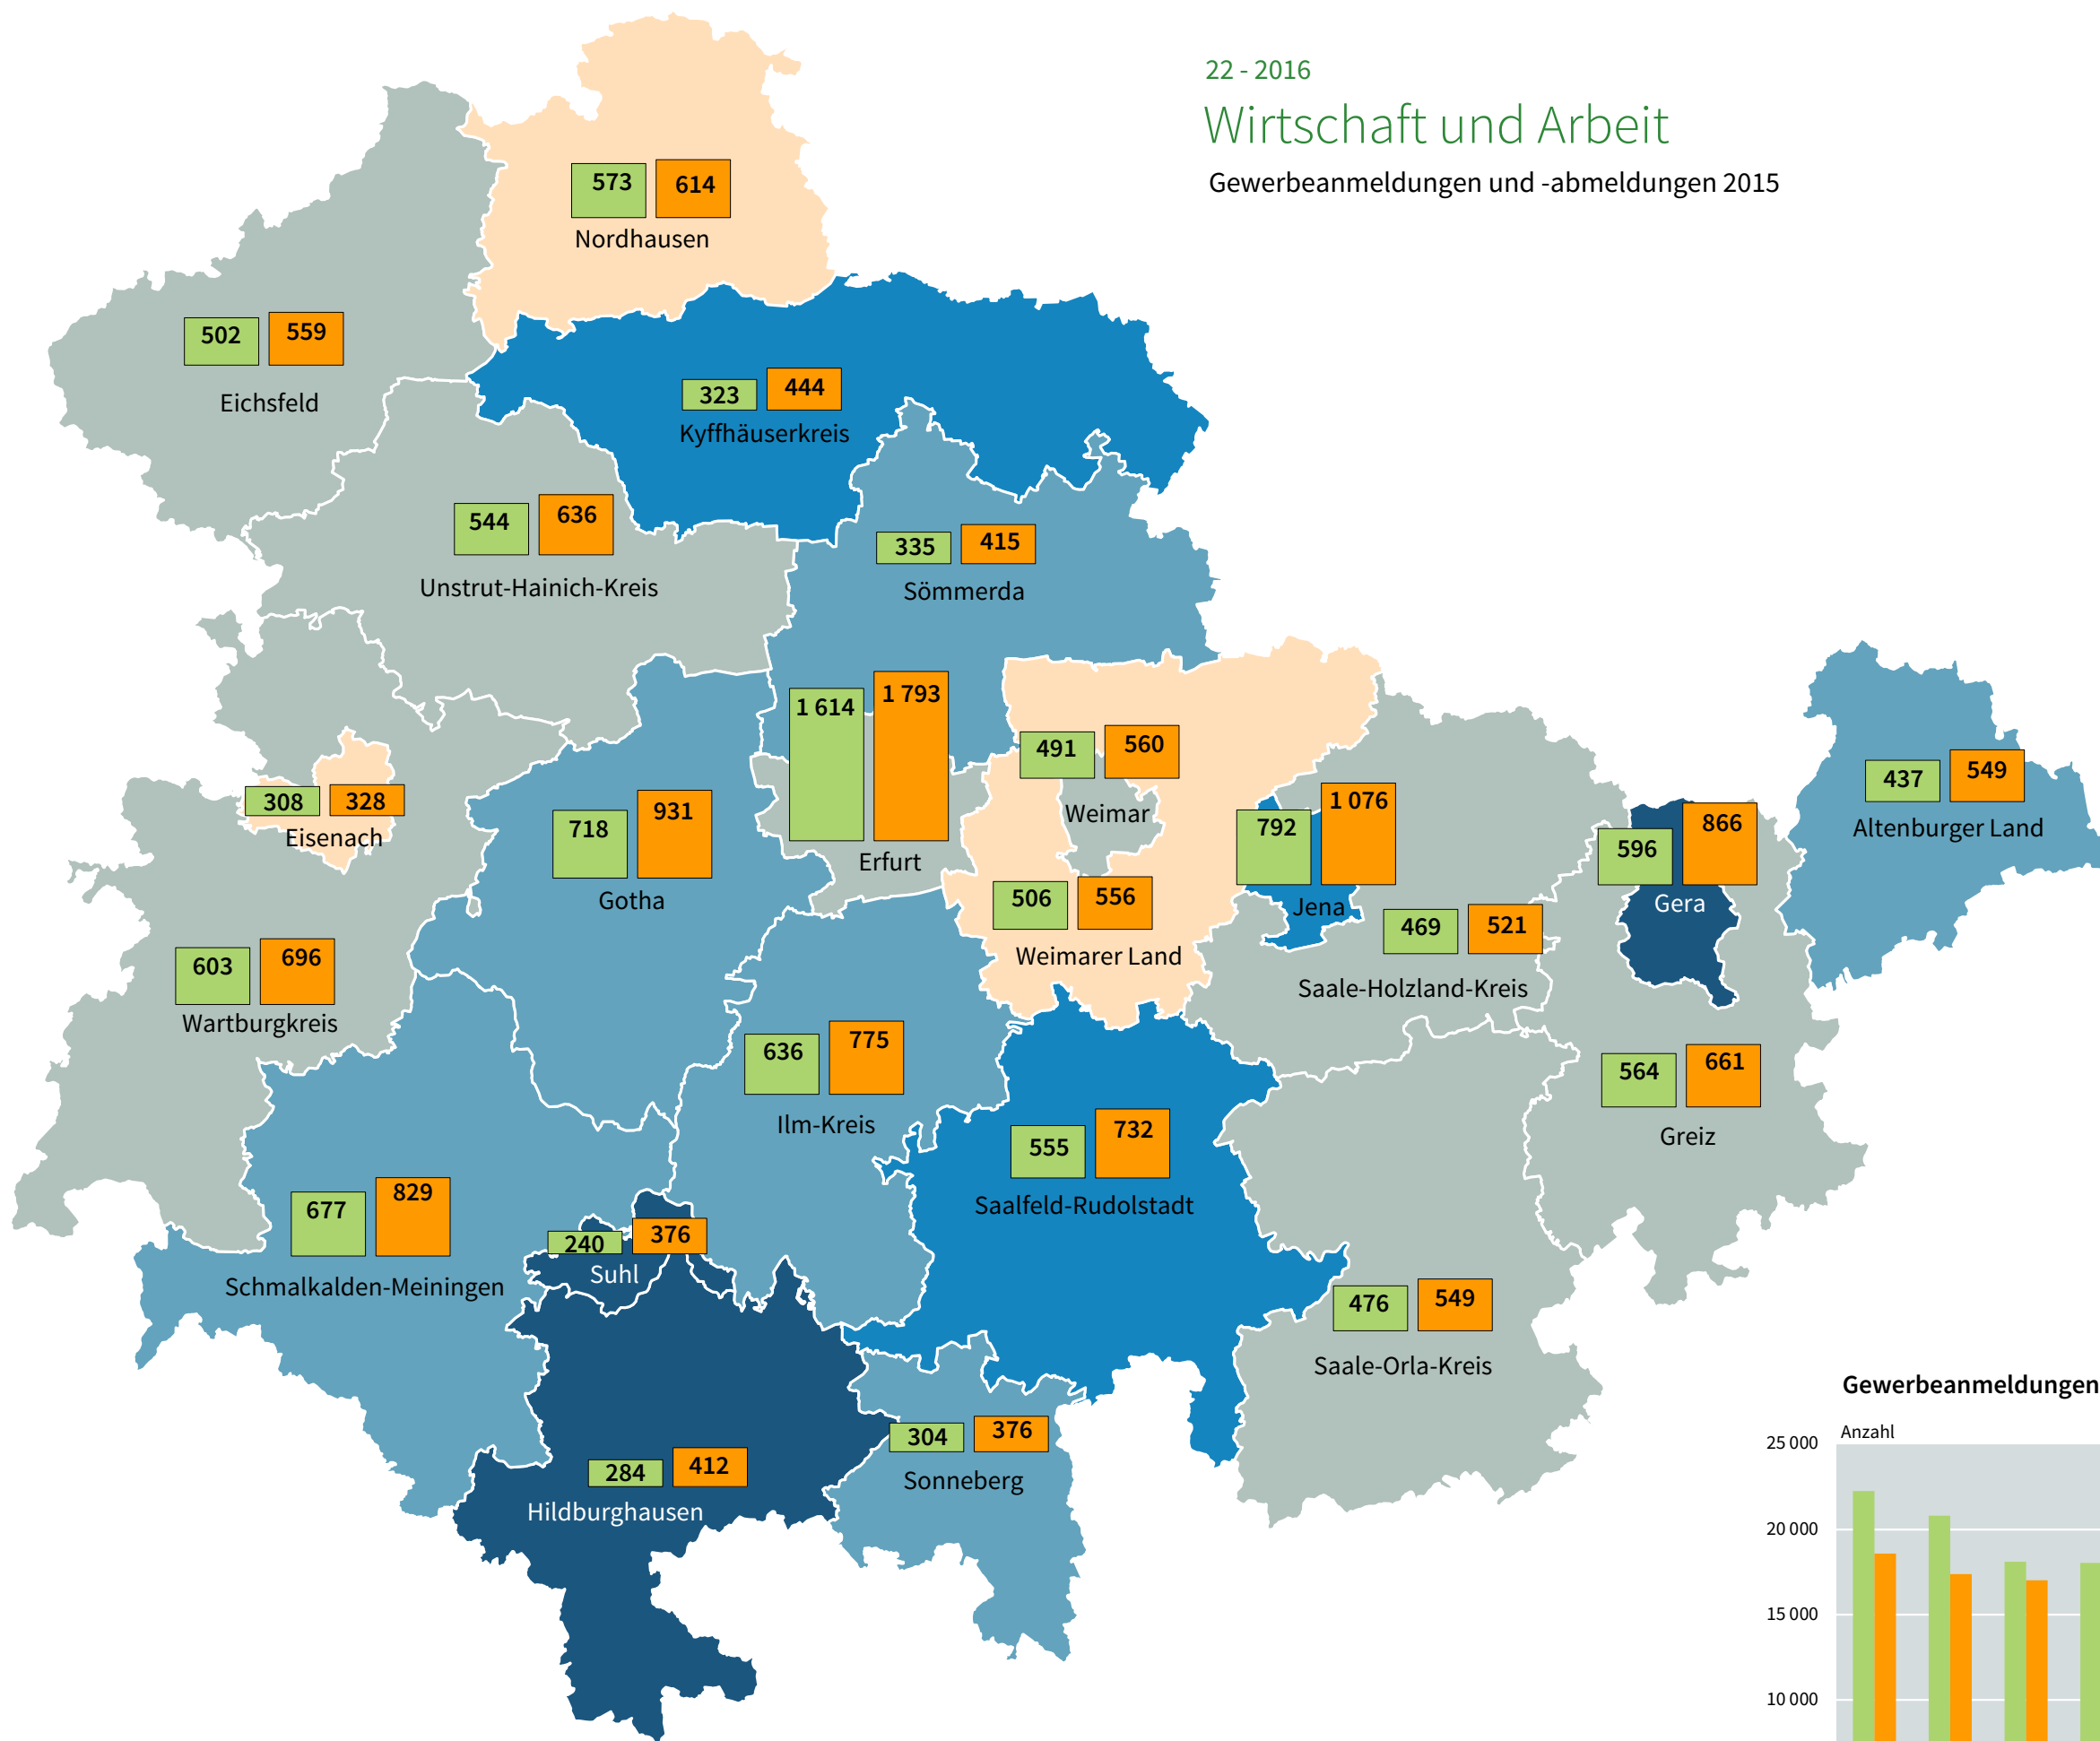 22 - 2016
Wirtschaft und Arbeit
Gewerbeanmeldungen und -abmeldungen 2015
573 614
Nordhausen
502 559
Eichsfeld
323 444
Kyffhäuserkreis
544 636
Unstrut-Hainich-Kreis
335 415
Sömmerda
308 328
Eisenach
718 931
Gotha
1 614 1 793
Erfurt
491 560
Weimar
506 556
Weimarer Land
792 1 076
Jena
469 521
Saale-Holzland-Kreis
596 866
Gera
437 549
Altenburger Land
603 696
Wartburgkreis
636 775
Ilm-Kreis
564 661
Greiz
555 732
Saalfeld-Rudolstadt
677 829
Schmalkalden-Meiningen
240 376
Suhl
476 549
Saale-Orla-Kreis
284 412
Hildburghausen
304 376
Sonneberg
Gewerbeanmeldungen
Anzahl
25 000
20 000
15 000
10 000